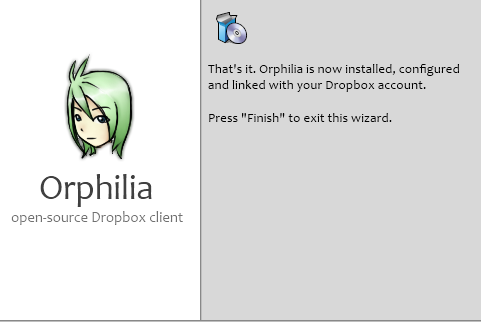 Orphilia
open-source Dropbox client
That's it. Orphilia is now installed, configured
and linked with your Dropbox account.
Press "Finish" to exit this wizard.